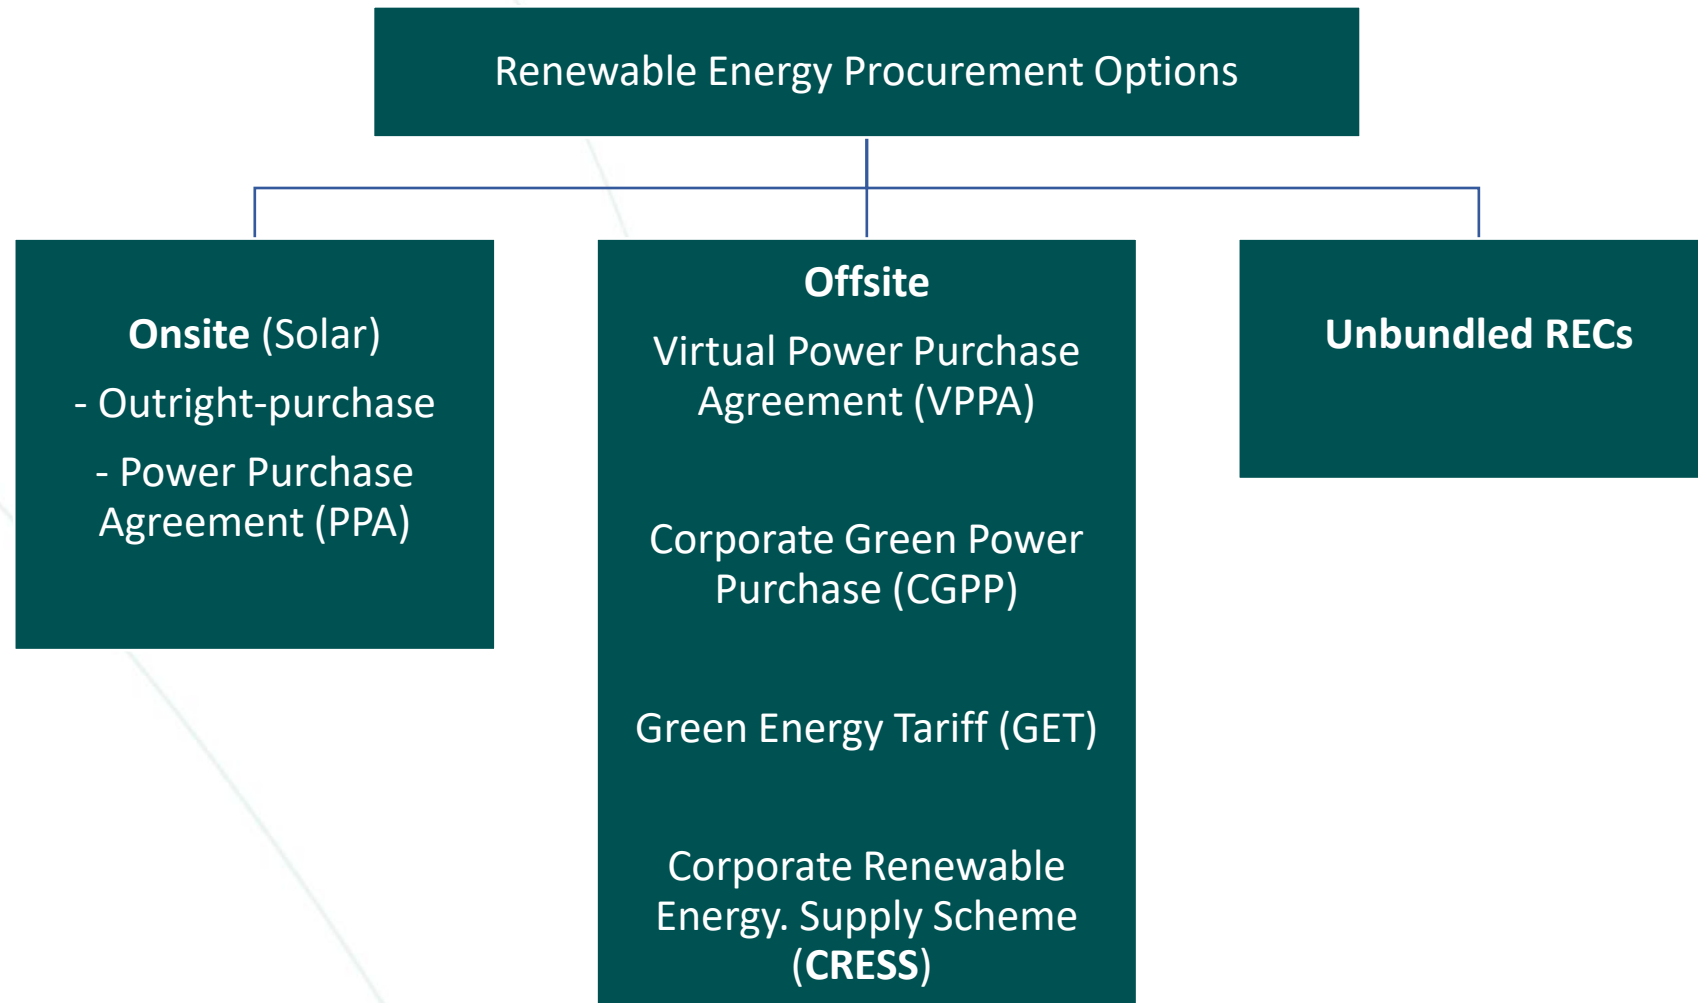 Renewable Energy Procurement Options
Onsite (Solar)
- Outright-purchase
- Power Purchase
Agreement (PPA)
Offsite
Virtual Power Purchase
Agreement (VPPA)
Corporate Green Power
Purchase (CGPP)
Green Energy Tariff (GET)
Corporate Renewable
Energy. Supply Scheme
(CRESS)
Unbundled RECs